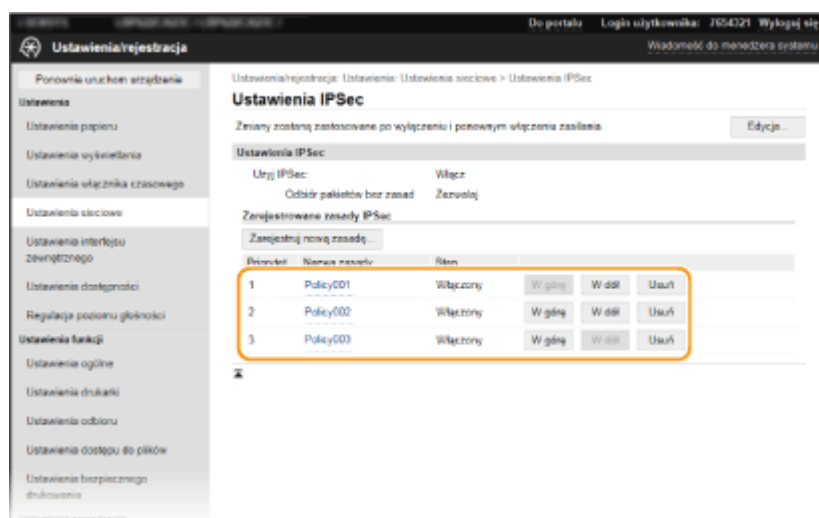 Do portalu Login użytkownika: 7654321 Wyloguj się
Ustawienia/rejestracja
Wiadomość do menedżera systemu
Ponownie uruchom urządzenie
Ustawienia
Ustawienia papieru
Ustawienia wyświetlania
Ustawienia włącznika czasowego
Ustawienia sieciowe
Ustawienia interfejsu
zewnętrznego
Ustawienia dostępności
Regulacja poziomu głośności
Ustawienia funkcji
Ustawienia ogólne
Ustawienia drukarki
Ustawienia odbioru
Ustawienia dostępu do plików
Ustawienia bezpiecznego
drukowania
Ustawienia/rejestracja: Ustawienia: Ustawienia sieciowe > Ustawienia IPSec
Ustawienia IPSec
Zmiany zostaną zastosowane po wyłączeniu i ponownym włączeniu zasilania.
Edycja...
Ustawienia IPSec
Użyj IPSec: Włącz
Odbiór pakietów bez zasad Zezwalaj
Zarejestrowane zasady IPSec
Zarejestruj nową zasadę...
Priorytet Nazwa zasady Stan
1 Policy001 Włączony W górę W dół Usuń
2 Policy002 Włączony W górę W dół Usuń
3 Policy003 Włączony W górę W dół Usuń